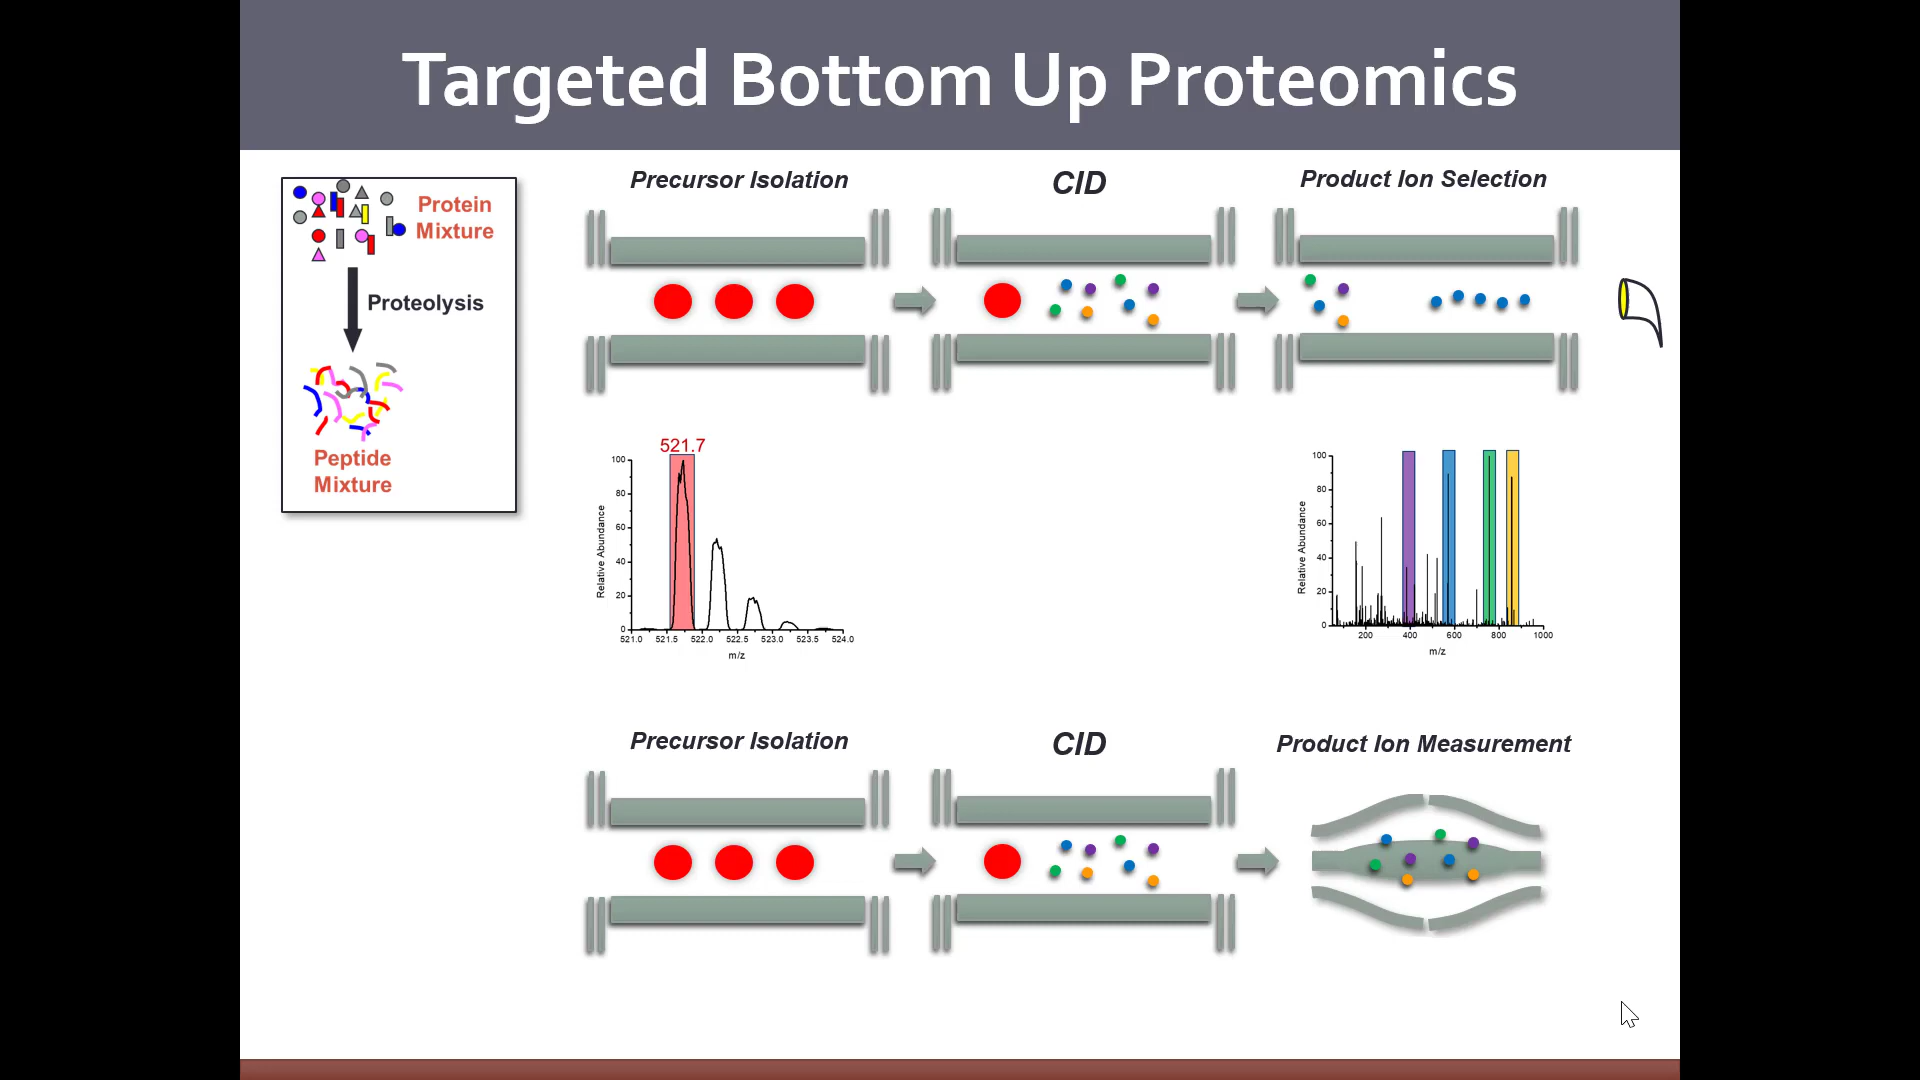 Targeted Bottom Up Proteomics
Protein
Mixture
Proteolysis
Peptide
Mixture
Precursor Isolation
CID
Product Ion Selection
521.7
Relative Abundance
100
80
60
40
20
0
521.0 521.5 522.0 522.5 523.0 523.5 524.0
m/z
Relative Abundance
100
80
60
40
20
0
200 400 600 800 1000
m/z
Precursor Isolation
CID
Product Ion Measurement